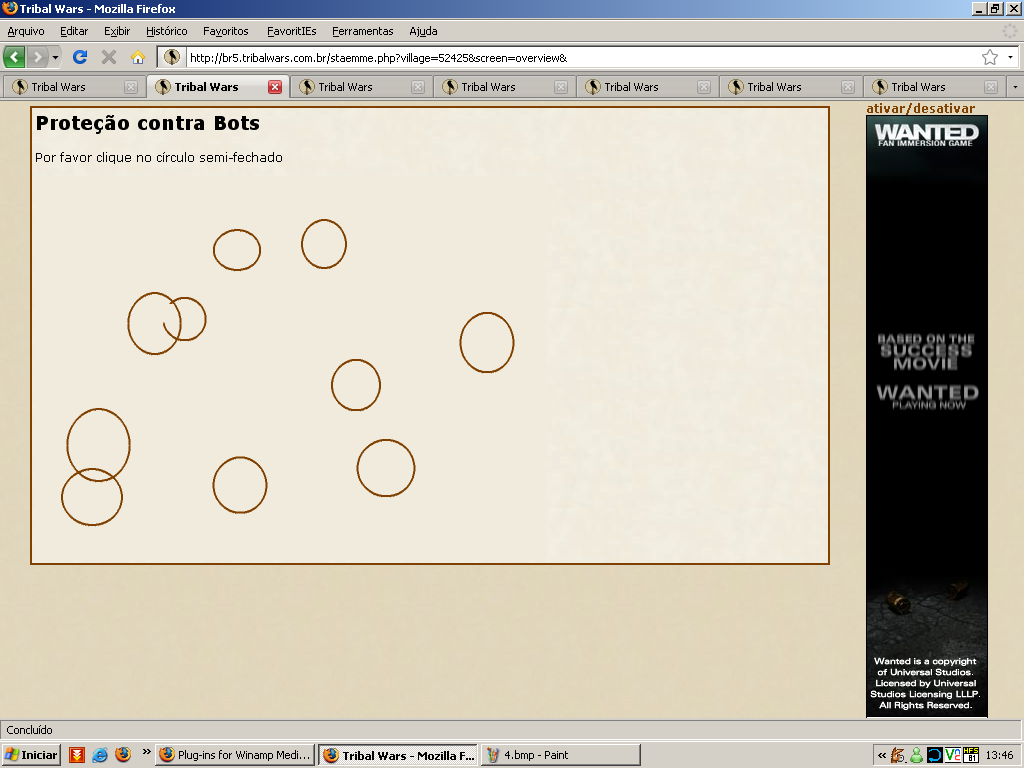 Tribal Wars - Mozilla Firefox
Arquivo Editar Exibir Histórico Favoritos FavoritIEs Ferramentas Ajuda
http://br5.tribalwars.com.br/staemme.php?village=52425&screen=overview&
Tribal Wars Tribal Wars Tribal Wars Tribal Wars Tribal Wars Tribal Wars Tribal Wars
ativar/desativar
Proteção contra Bots
Por favor clique no círculo semi-fechado
WANTED
FAN IMMERSION GAME
BASED ON THE
SUCCESS
MOVIE
WANTED
PLAYING NOW
Wanted is a copyright
of Universal Studios.
Licensed by Universal
Studios Licensing LLLP.
All Rights Reserved.
Concluído
Iniciar » Plug-ins for Winamp Medi... Tribal Wars - Mozilla F... 4.bmp - Paint « HFS 81 13:46